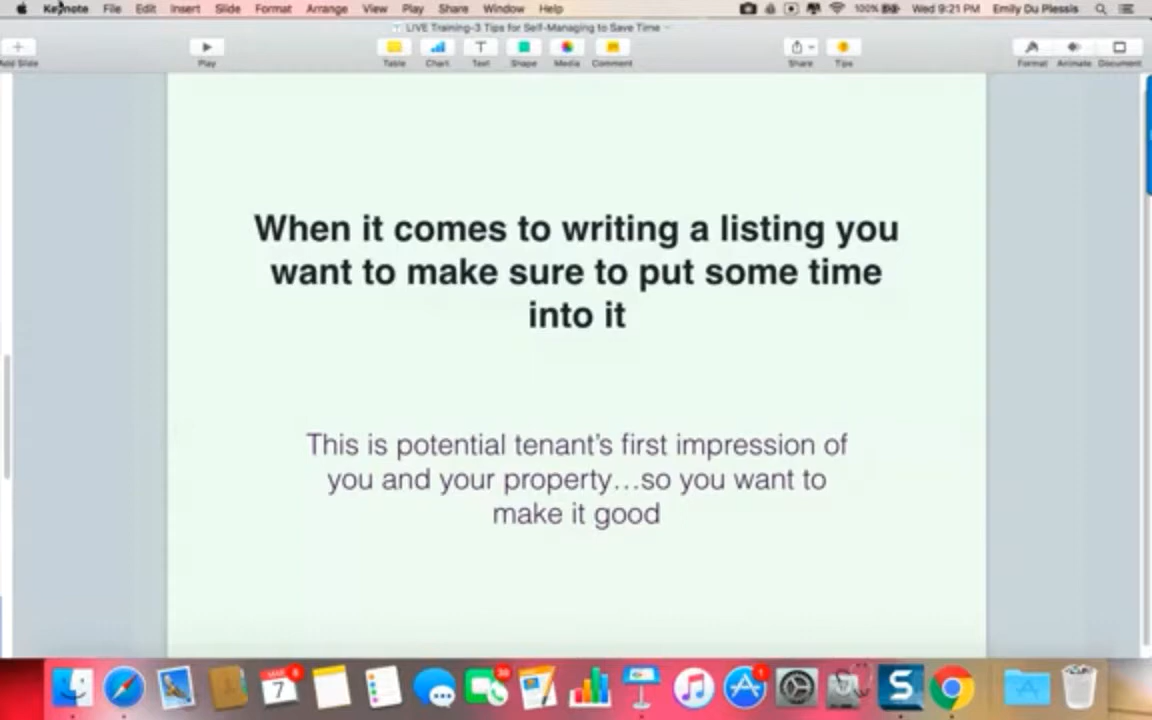 Keynote File Edit Insert Slide Format Arrange View Play Share Window Help 100% Wed 9:21 PM Emily Du Plessis
LIVE Training-3 Tips for Self-Managing to Save Time
Add Slide Play Table Chart Text Shape Media Comment Share Tips Format Animate Document
When it comes to writing a listing you
want to make sure to put some time
into it
This is potential tenant's first impression of
you and your property...so you want to
make it good
7